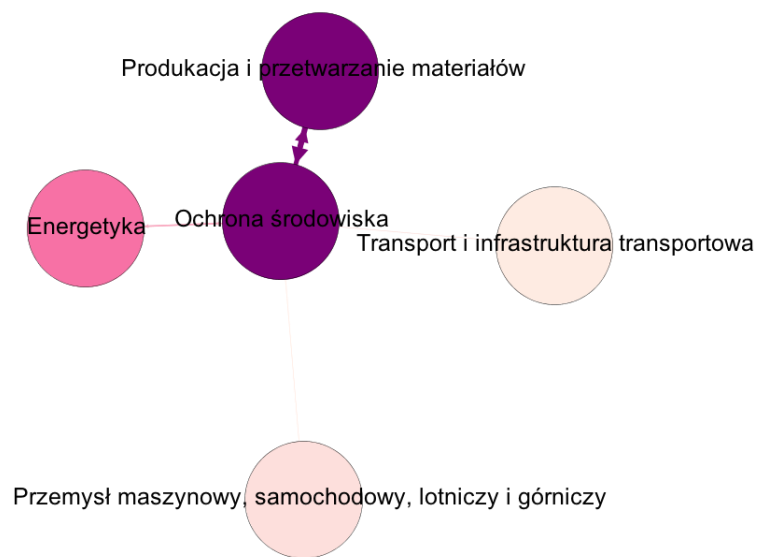 Produkacja i przetwarzanie materiałów
Ochrona środowiska
Energetyka
Transport i infrastruktura transportowa
Przemysł maszynowy, samochodowy, lotniczy i górniczy